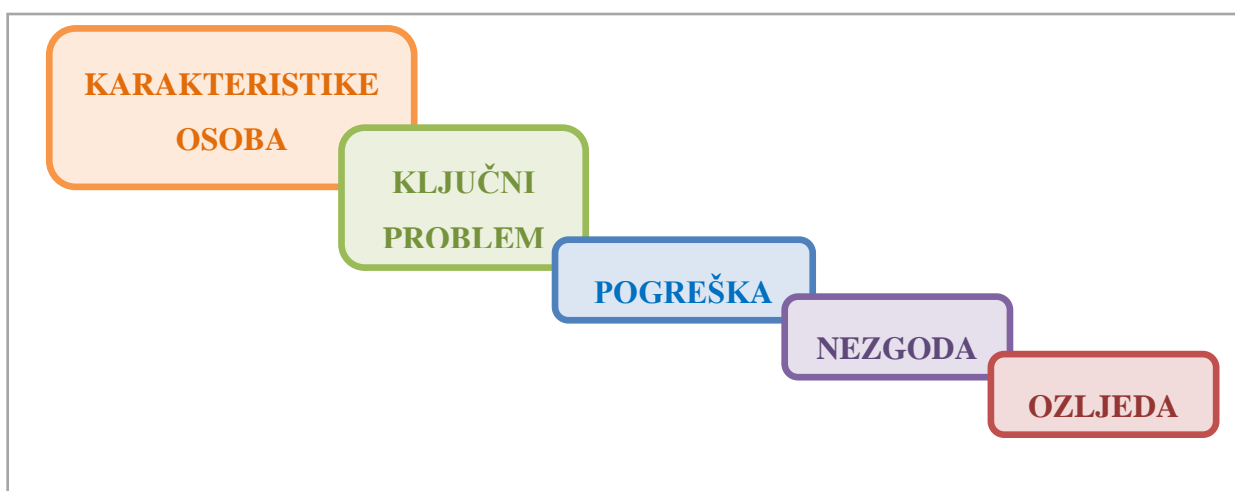 KARAKTERISTIKE
OSOBA
KLJUČNI
PROBLEM
POGREŠKA
NEZGODA
OZLJEDA